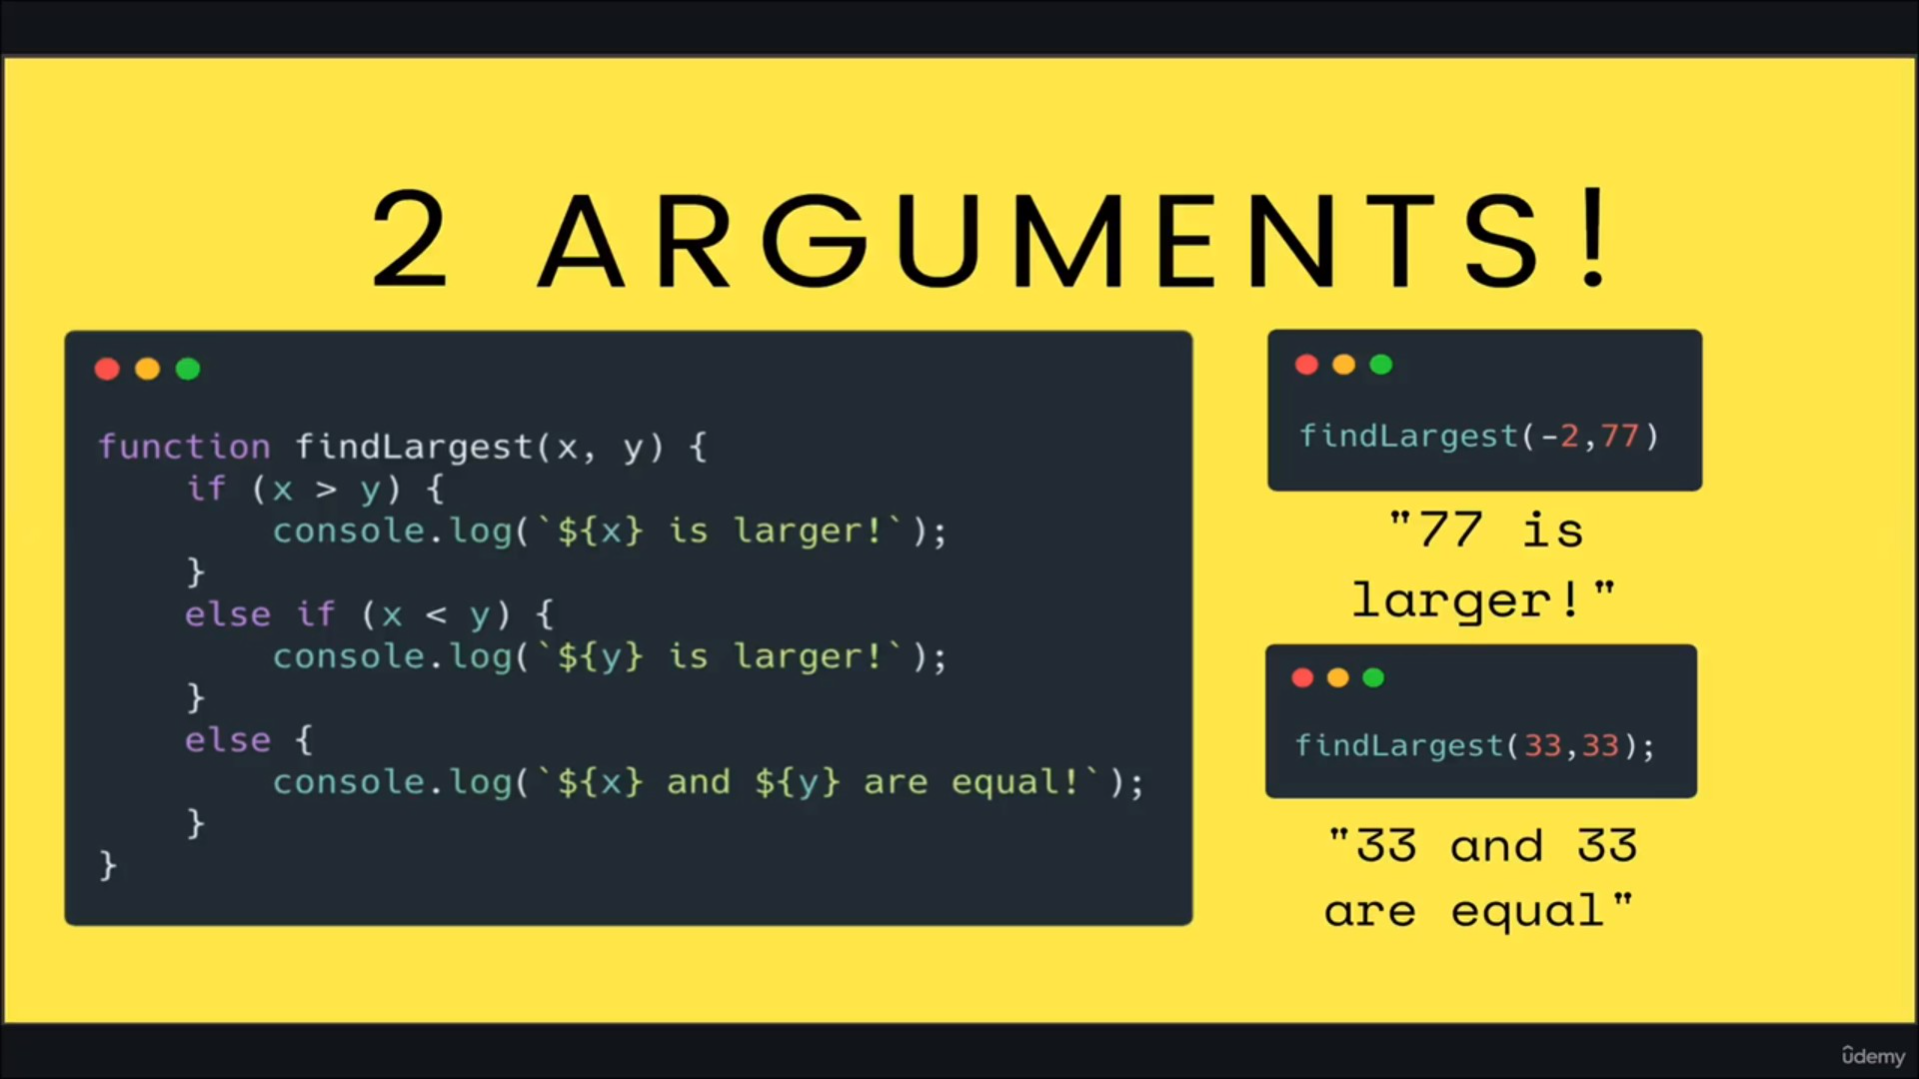 2 ARGUMENTS!
function findLargest(x, y) {
    if (x > y) {
        console.log(`${x} is larger!`);
    }
    else if (x < y) {
        console.log(`${y} is larger!`);
    }
    else {
        console.log(`${x} and ${y} are equal!`);
    }
}
findLargest(-2,77)
"77 is
larger!"
findLargest(33,33);
"33 and 33
are equal"
ûdemy